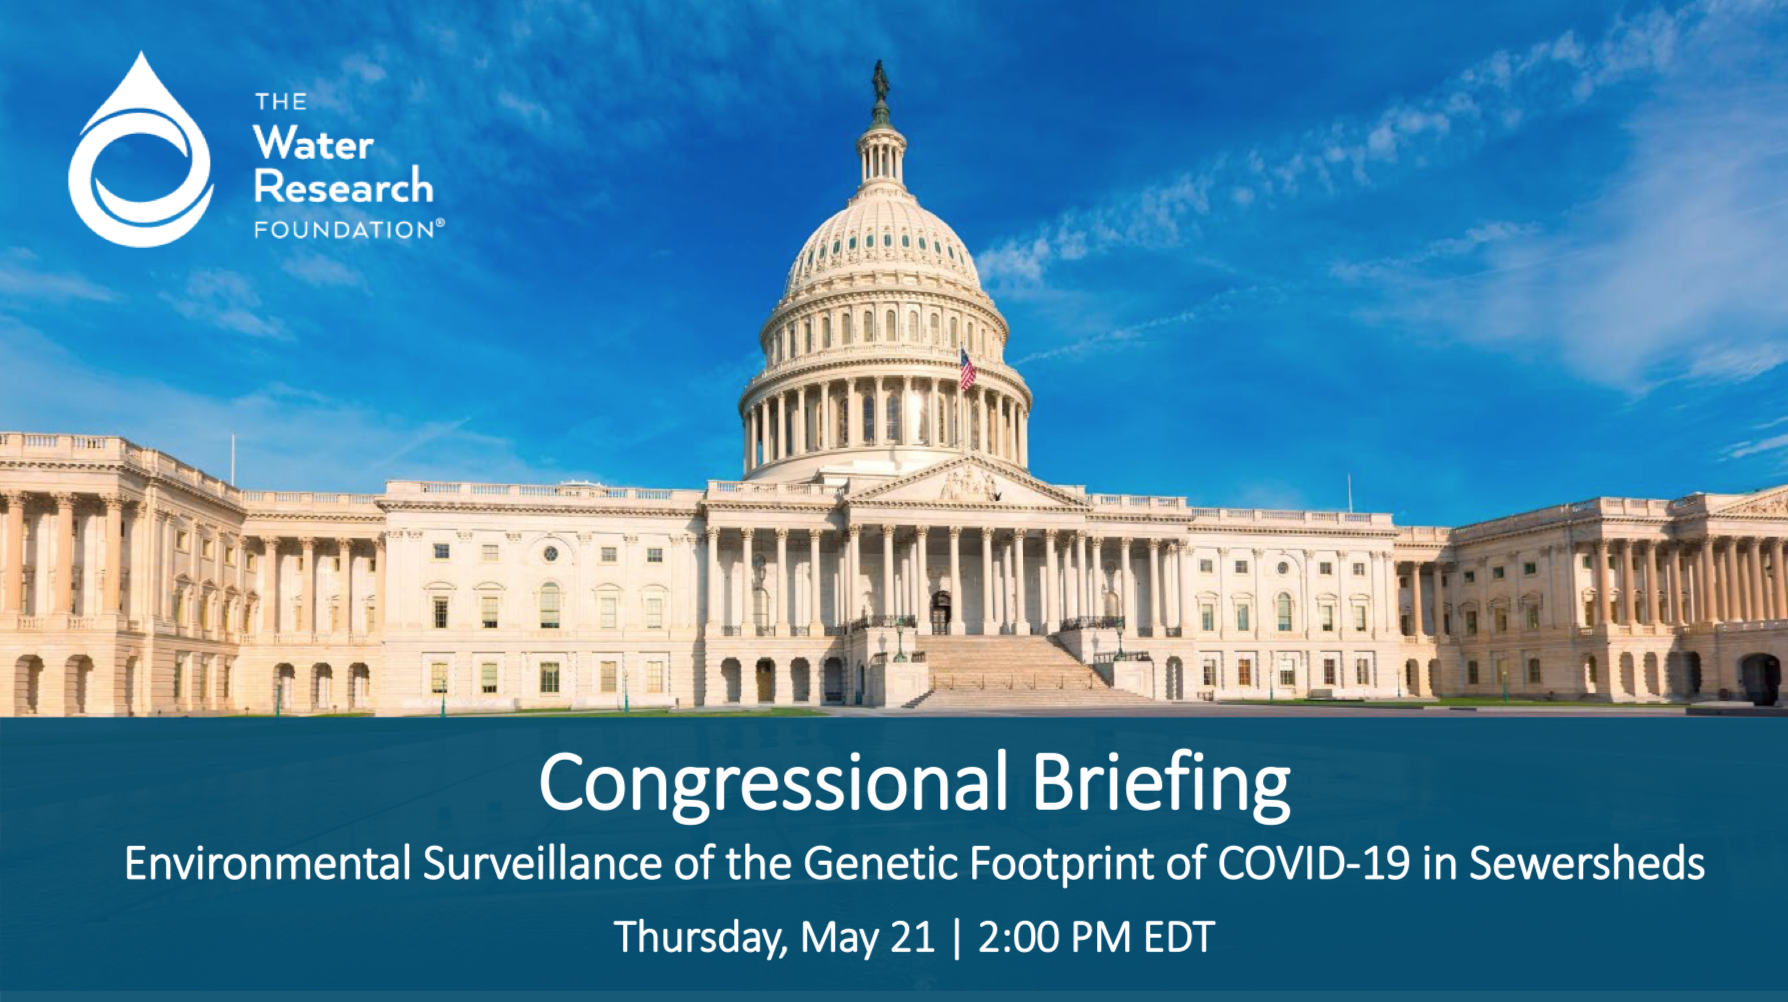 THE
Water
Research
FOUNDATION®
Congressional Briefing
Environmental Surveillance of the Genetic Footprint of COVID-19 in Sewersheds
Thursday, May 21 | 2:00 PM EDT